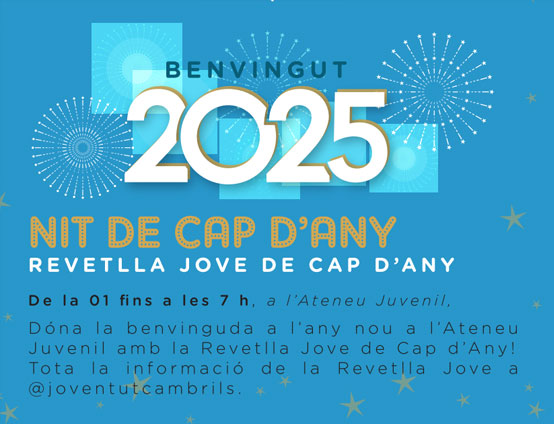 BENVINGUT
2025
NIT DE CAP D'ANY
REVETLLA JOVE DE CAP D'ANY
De la 01 fins a les 7 h, a l'Ateneu Juvenil,
Dóna la benvinguda a l'any nou a l'Ateneu
Juvenil amb la Revetlla Jove de Cap d'Any!
Tota la informació de la Revetlla Jove a
@joventutcambrils.